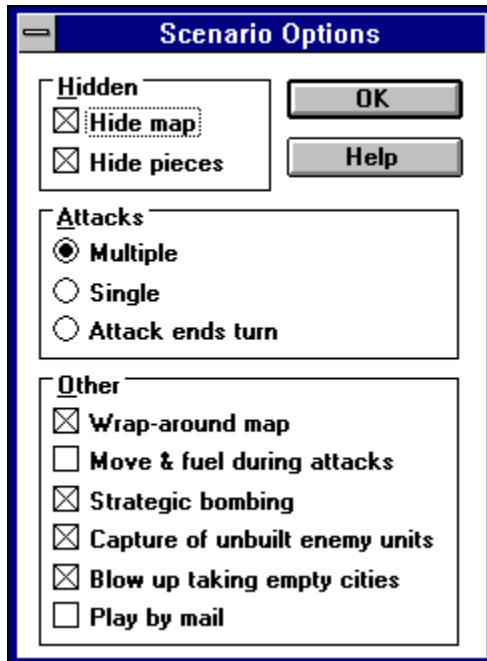 Scenario Options
Hidden
Hide map
Hide pieces
OK
Help
Attacks
Multiple
Single
Attack ends turn
Other
Wrap-around map
Move & fuel during attacks
Strategic bombing
Capture of unbuilt enemy units
Blow up taking empty cities
Play by mail